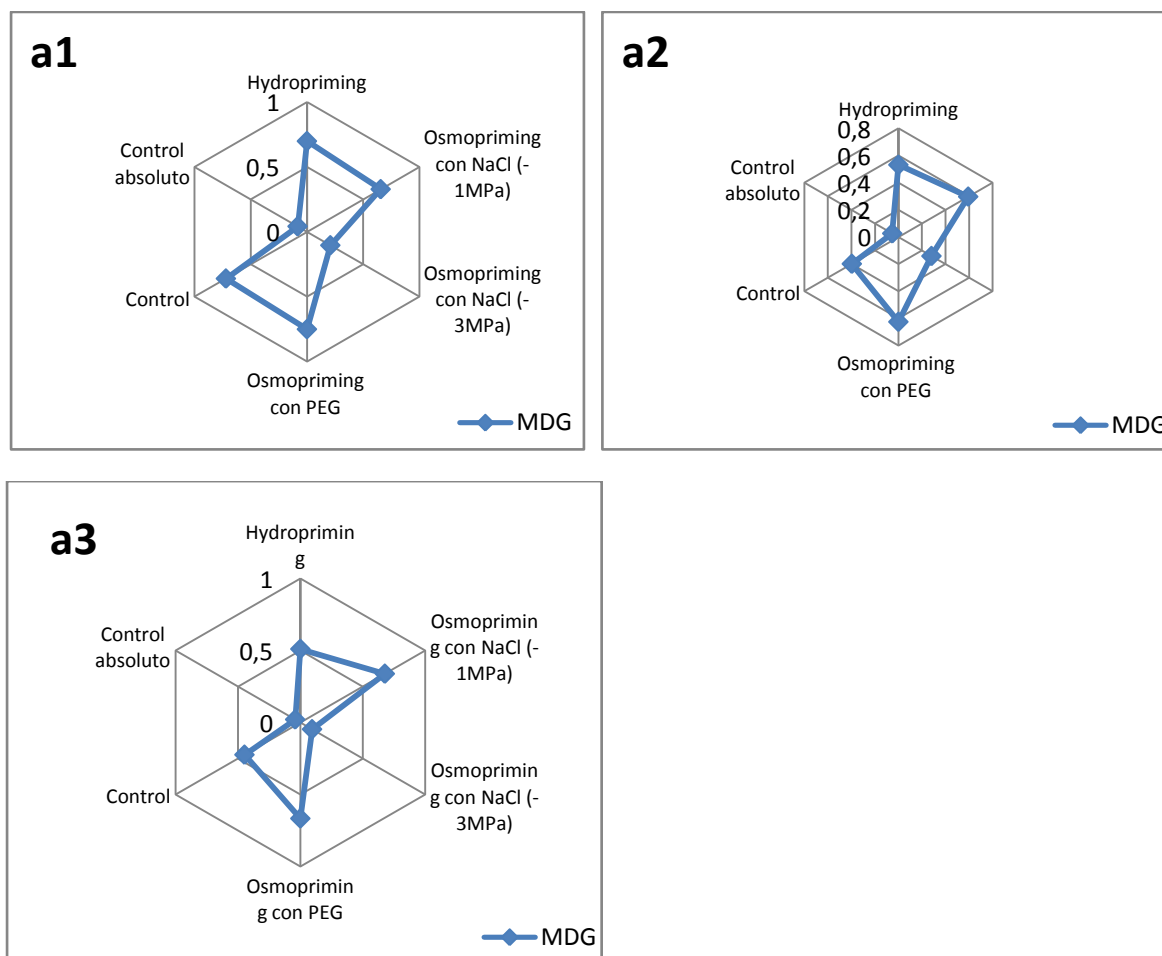 a1
Hydropriming
1
Osmopriming
con NaCl (-
1MPa)
Control
absoluto
0,5
0
Osmopriming
con NaCl (-
3MPa)
Control
Osmopriming
con PEG
MDG
a2
Hydropriming
0,8
0,6
0,4
0,2
0
Control
absoluto
Control
Osmopriming
con PEG
MDG
a3
Hydroprimin
g
1
Osmoprimin
g con NaCl (-
1MPa)
Control
absoluto
0,5
0
Osmoprimin
g con NaCl (-
3MPa)
Control
Osmoprimin
g con PEG
MDG